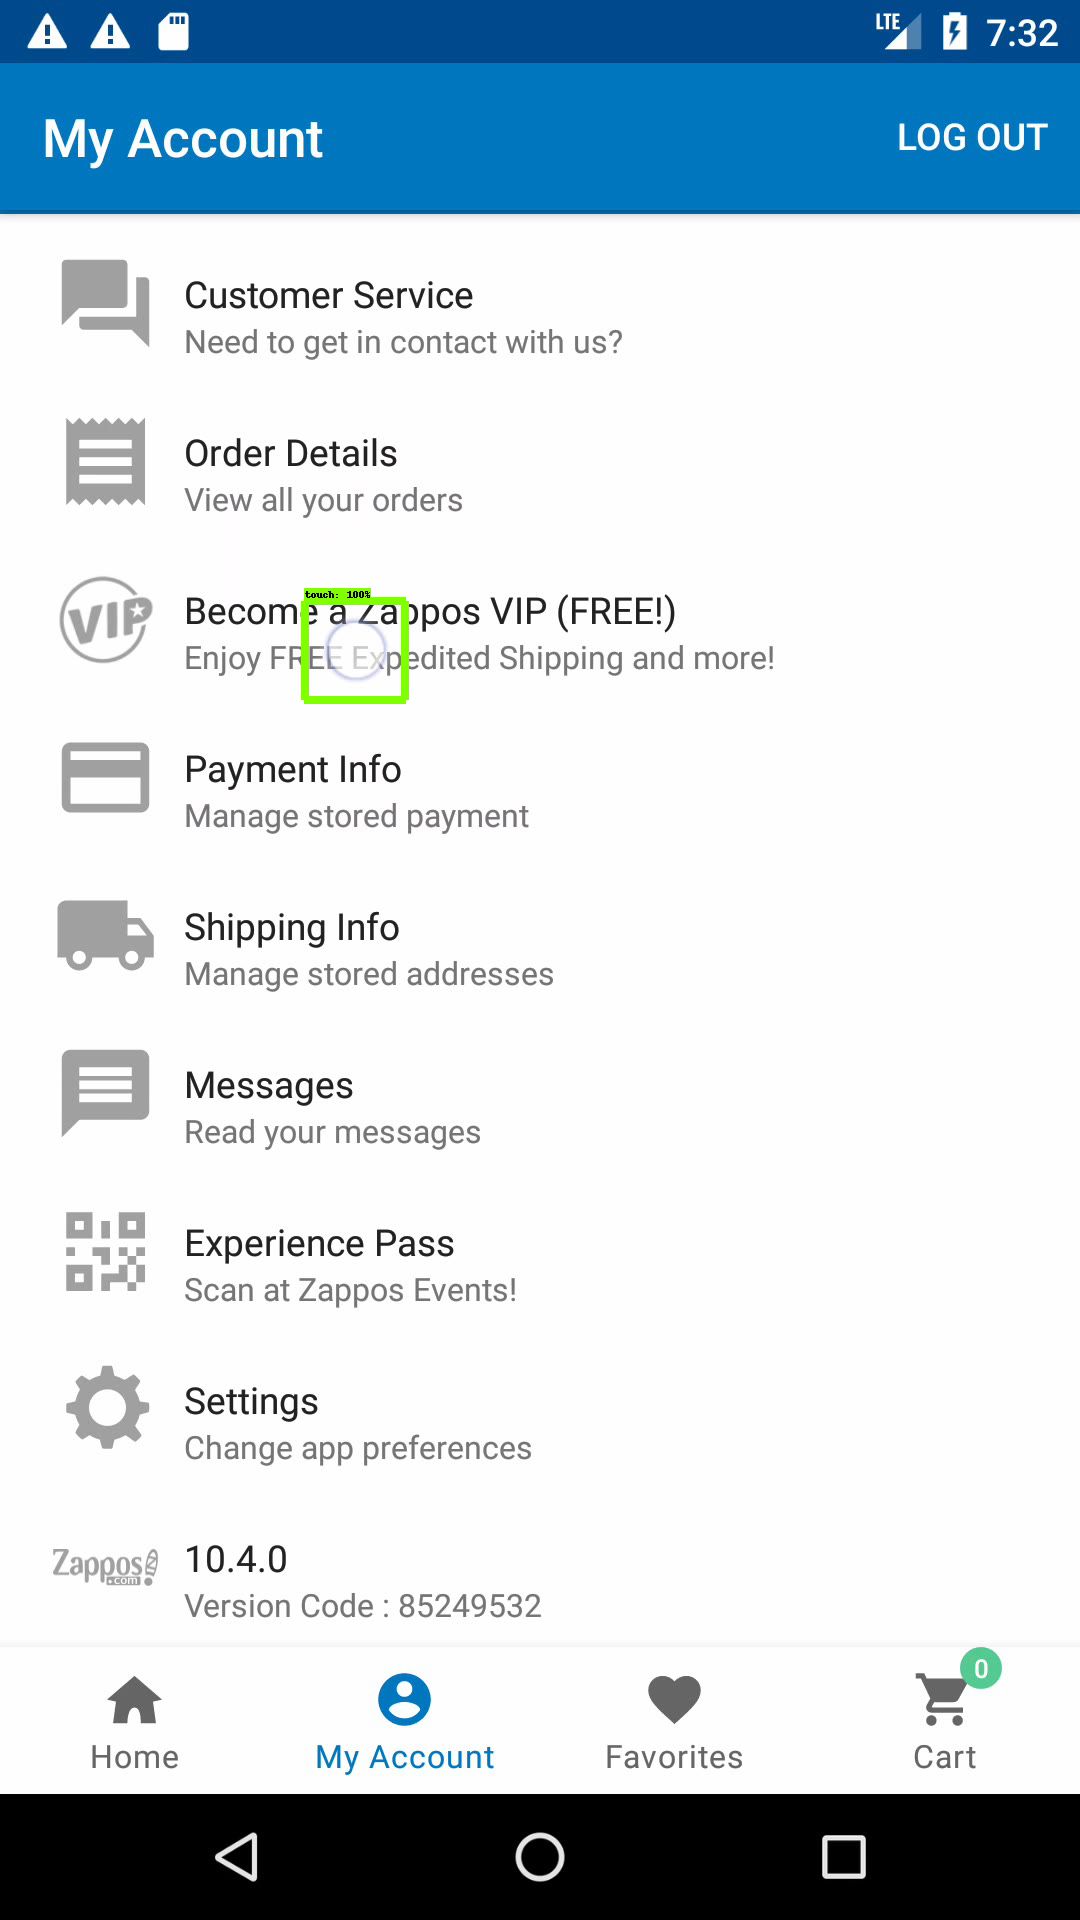 LTE 7:32
My Account LOG OUT
Customer Service
Need to get in contact with us?
Order Details
View all your orders
touch: 100%
VIP Become a Zappos VIP (FREE!)
Enjoy FREE Expedited Shipping and more!
Payment Info
Manage stored payment
Shipping Info
Manage stored addresses
Messages
Read your messages
Experience Pass
Scan at Zappos Events!
Settings
Change app preferences
Zappos .com 10.4.0
Version Code : 85249532
0
Home My Account Favorites Cart